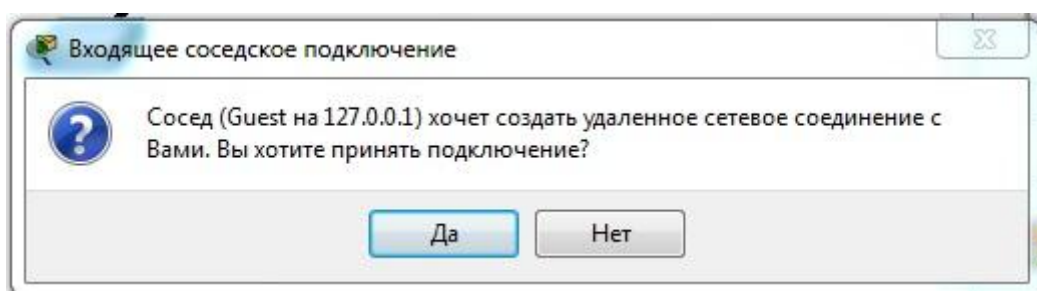 Входящее соседское подключение
Сосед (Guest на 127.0.0.1) хочет создать удаленное сетевое соединение с
Вами. Вы хотите принять подключение?
Да Нет